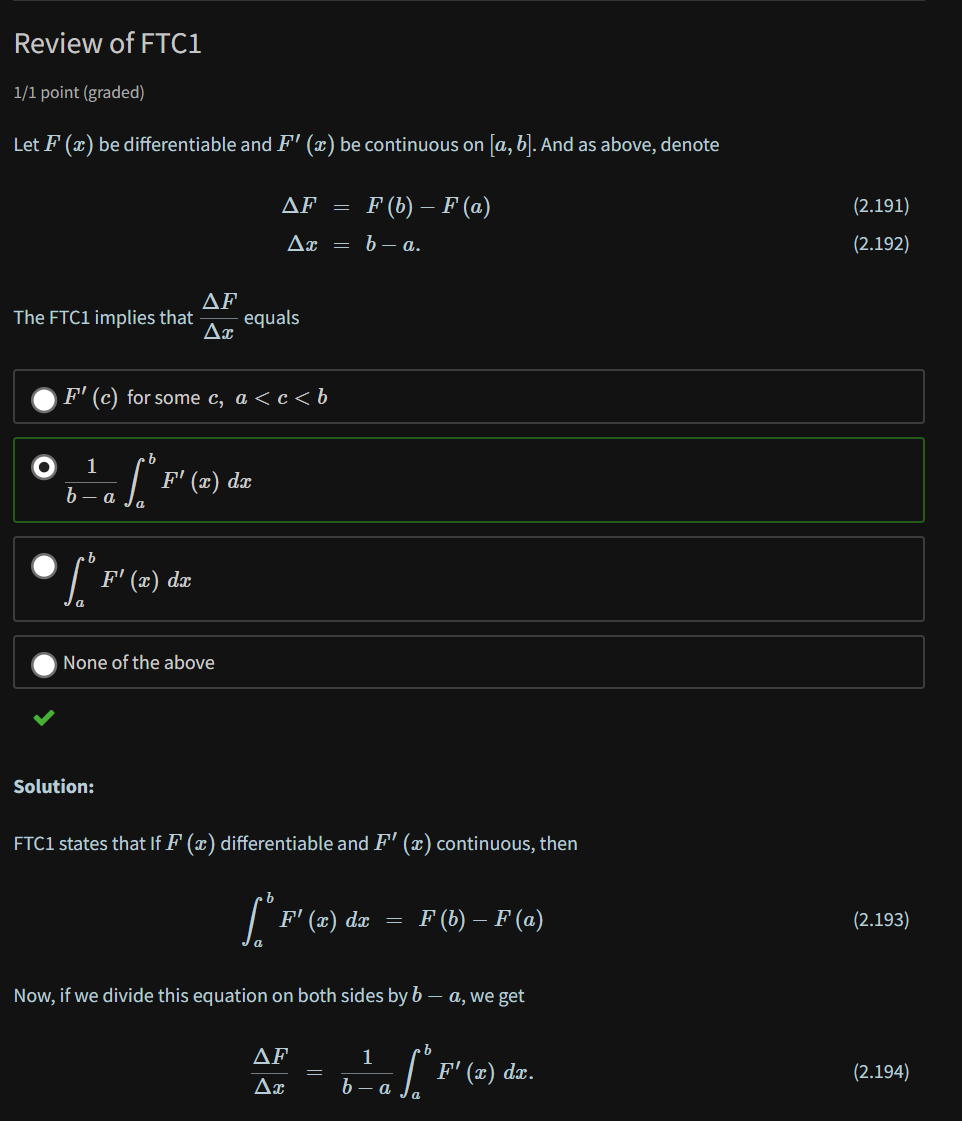 Review of FTC1
1/1 point (graded)
Let F (x) be differentiable and F′ (x) be continuous on [a, b]. And as above, denote
ΔF = F (b) − F (a) (2.191)
Δx = b − a. (2.192)
The FTC1 implies that ΔF/Δx equals
F′ (c) for some c, a < c < b
1/(b − a) ∫_a^b F′ (x) dx
∫_a^b F′ (x) dx
None of the above
Solution:
FTC1 states that If F (x) differentiable and F′ (x) continuous, then
∫_a^b F′ (x) dx = F (b) − F (a) (2.193)
Now, if we divide this equation on both sides by b − a, we get
ΔF/Δx = 1/(b − a) ∫_a^b F′ (x) dx. (2.194)